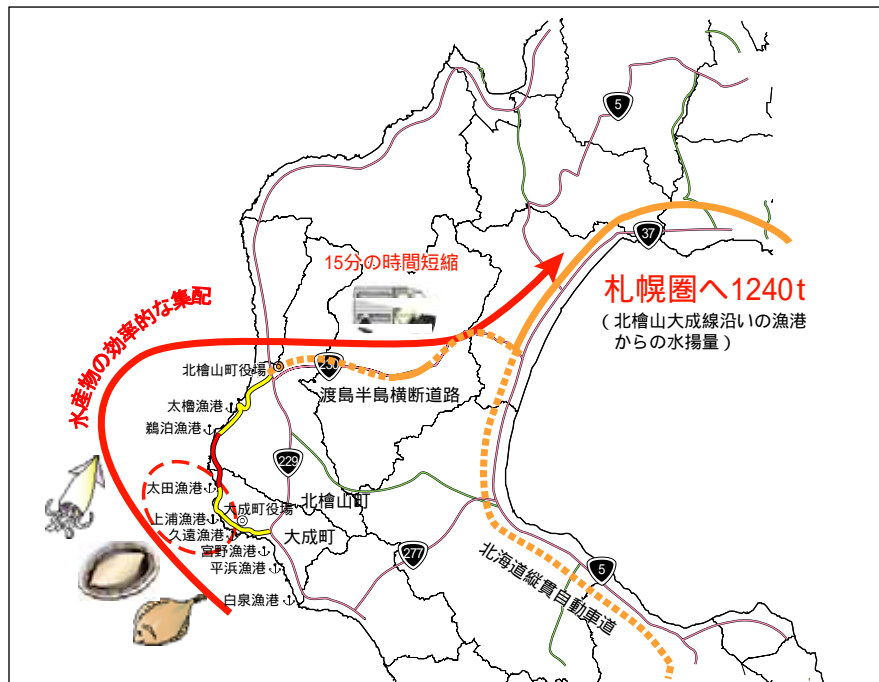 5
37
15分の時間短縮
札幌圏へ1240t
（北檜山大成線沿いの漁港
からの水揚量）
水産物の効率的な集配
北檜山町役場
230
渡島半島横断道路
太櫓漁港
鵜泊漁港
229
太田漁港
北檜山町
大成町役場
上浦漁港
久遠漁港
大成町
宮野漁港
277
平浜漁港
北海道縦貫自動車道
5
白泉漁港